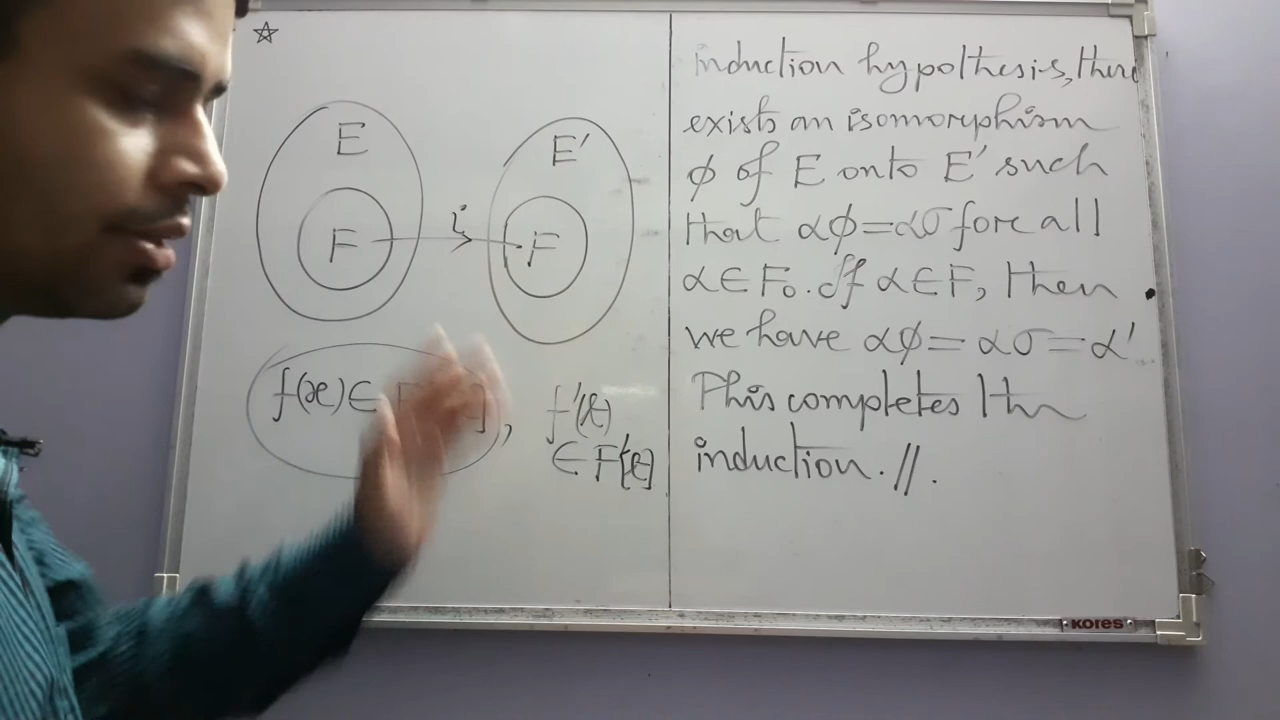 ☆
E
E'
F
i
F
f(x) ∈
, f'(x)
∈ F'[x]
induction hypothesis, there
exists an isomorphism
φ of E onto E' such
that αφ=ασ for all
α∈F₀. If α∈F, then
we have αφ=ασ=α'.
This completes the
induction. //.
kores